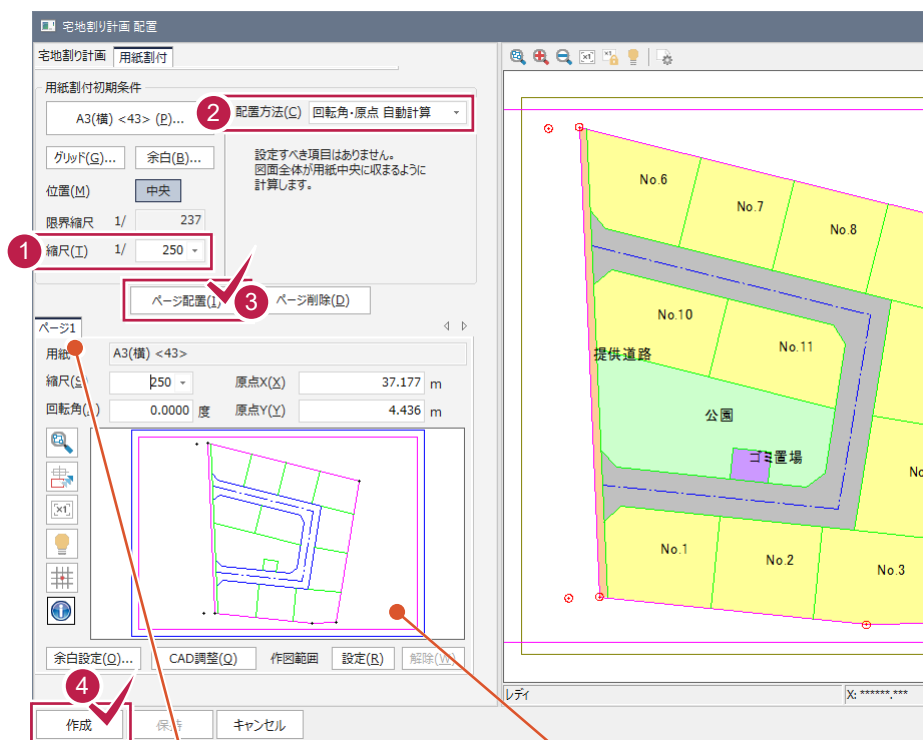 宅地割り計画 配置
宅地割り計画 用紙割付
用紙割付初期条件
A3(横) <43> (P)...
2 配置方法(C) 回転角・原点 自動計算
グリッド(G)... 余白(B)...
設定すべき項目はありません。
図面全体が用紙中央に収まるように
計算します。
位置(M) 中央
限界縮尺 1/ 237
1 縮尺(T) 1/ 250
ページ配置(I) 3 ページ削除(D)
ページ1
用紙 A3(横) <43>
縮尺(S) 250 原点X(X) 37.177 m
回転角( ) 0.0000 度 原点Y(Y) 4.436 m
余白設定(O)... CAD調整(Q) 作図範囲 設定(R) 解除(W)
4
作成 保持 キャンセル
No.6
No.7
No.8
No.10
No.11
提供道路
公園
ゴミ置場
No
No.1
No.2
No.3
レディ X: ******.***